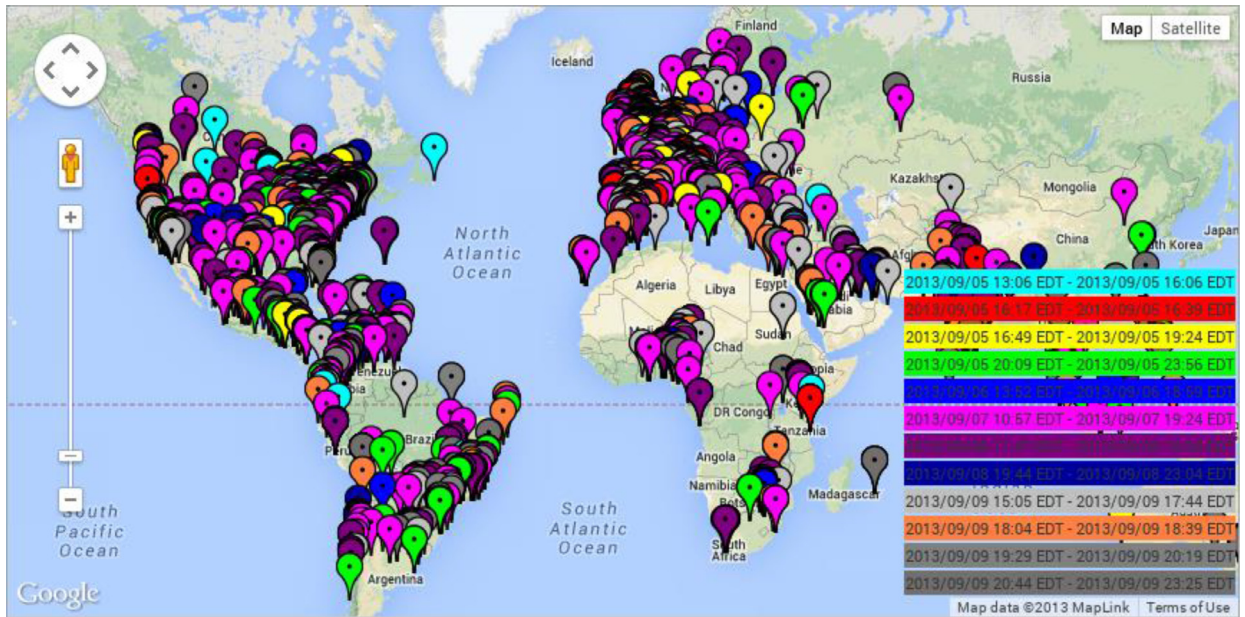 Finland
Map Satellite
Iceland
Russia
Kazakhst
Mongolia
North
Atlantic
Ocean
China
th Korea
Japan
Algeria
Libya
Egypt
2013/09/05 13:06 EDT - 2013/09/05 16:06 EDT
2013/09/05 16:17 EDT - 2013/09/05 16:39 EDT
Chad
Sudan
2013/09/05 16:49 EDT - 2013/09/05 19:24 EDT
2013/09/05 20:09 EDT - 2013/09/05 23:56 EDT
DR Congo
2013/09/07 10:57 EDT - 2013/09/07 19:24 EDT
Tanzania
Angola
2013/09/08 19:44 EDT - 2013/09/08 23:04 EDT
Namibia
Madagascar
2013/09/09 15:05 EDT - 2013/09/09 17:44 EDT
South
Pacific
Ocean
South
Atlantic
Ocean
2013/09/09 18:04 EDT - 2013/09/09 18:39 EDT
South
Africa
2013/09/09 19:29 EDT - 2013/09/09 20:19 EDT
Argentina
2013/09/09 20:44 EDT - 2013/09/09 23:25 EDT
Google
Map data ©2013 MapLink Terms of Use